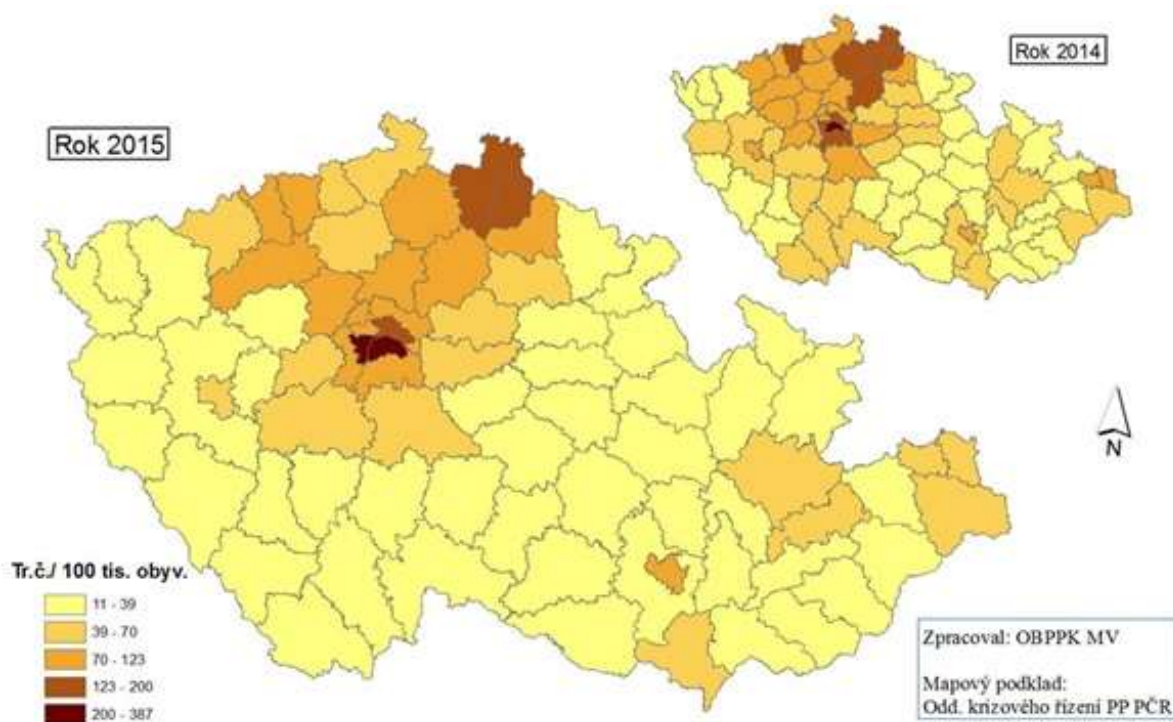 Rok 2014
Rok 2015
N
Tr.č./ 100 tis. obyv.
11 - 39
39 - 70
70 - 123
123 - 200
200 - 387
Zpracoval: OBPPK MV
Mapový podklad:
Odd. krizového řízení PP PČR